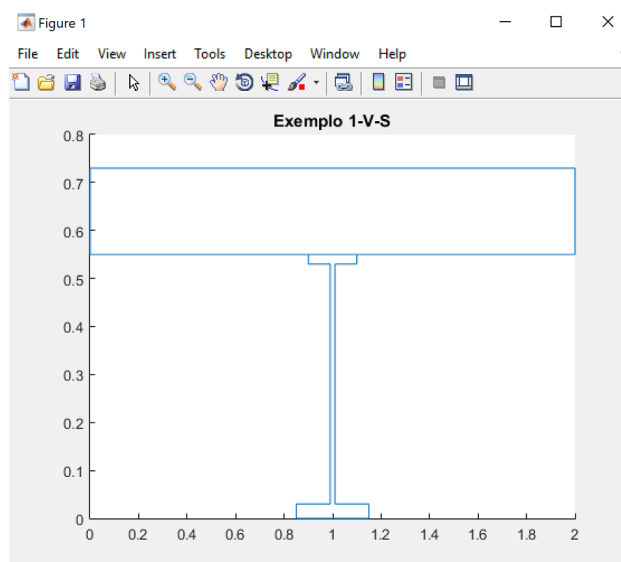 Figure 1
File Edit View Insert Tools Desktop Window Help
Exemplo 1-V-S
0.8
0.7
0.6
0.5
0.4
0.3
0.2
0.1
0
0 0.2 0.4 0.6 0.8 1 1.2 1.4 1.6 1.8 2